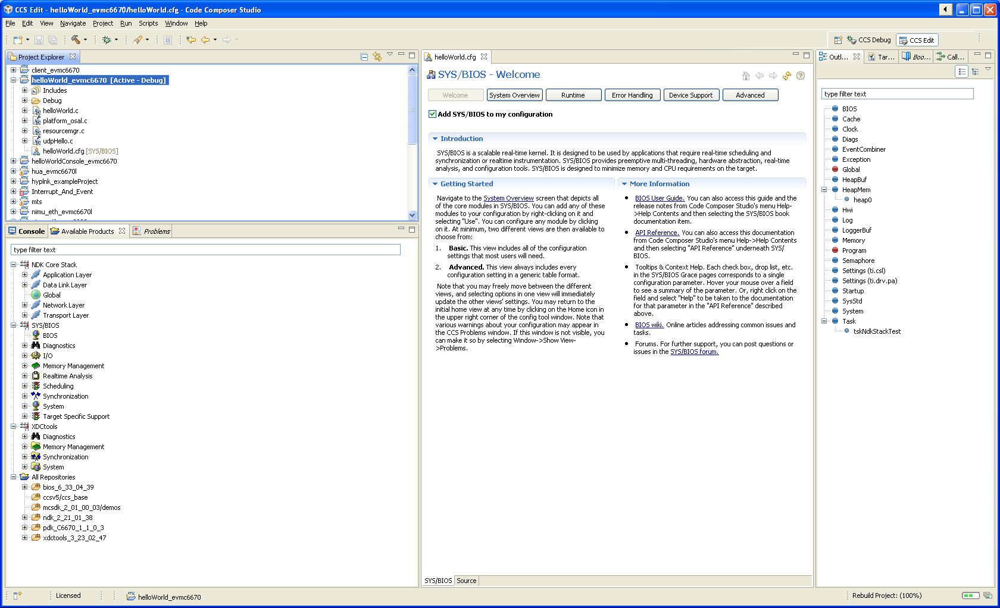 CCS Edit - helloWorld_evmc6670/helloWorld.cfg - Code Composer Studio
File Edit View Navigate Project Run Scripts Window Help
CCS Debug CCS Edit
Project Explorer
client_evmc6670
helloWorld_evmc6670 [Active - Debug]
Includes
Debug
helloWorld.c
platform_osal.c
resourcemgr.c
udpHello.c
helloWorld.cfg [SYS/BIOS]
helloWorldConsole_evmc6670
hua_evmc6670l
hyplnk_exampleProject
Interrupt_And_Event
mts
nimu_eth_evmc6670l
Console Available Products Problems
type filter text
NDK Core Stack
Application Layer
Data Link Layer
Global
Network Layer
Transport Layer
SYS/BIOS
BIOS
Diagnostics
I/O
Memory Management
Realtime Analysis
Scheduling
Synchronization
System
Target Specific Support
XDCtools
Diagnostics
Memory Management
Synchronization
System
All Repositories
bios_6_33_04_39
ccsv5/ccs_base
mcsdk_2_01_00_03/demos
ndk_2_21_01_38
pdk_C6670_1_1_0_3
xdctools_3_23_02_47
helloWorld.cfg
SYS/BIOS - Welcome
Welcome System Overview Runtime Error Handling Device Support Advanced
Add SYS/BIOS to my configuration
Introduction
SYS/BIOS is a scalable real-time kernel. It is designed to be used by applications that require real-time scheduling and
synchronization or realtime instrumentation. SYS/BIOS provides preemptive multi-threading, hardware abstraction, real-time
analysis, and configuration tools. SYS/BIOS is designed to minimize memory and CPU requirements on the target.
Getting Started
Navigate to the System Overview screen that depicts all
of the core modules in SYS/BIOS. You can add any of these
modules to your configuration by right-clicking on it and
selecting "Use". You can configure any module by clicking
on it. At minimum, two different views are then available to
choose from:
1. Basic. This view includes all of the configuration
settings that most users will need.
2. Advanced. This view always includes every
configuration setting in a generic table format.
Note that you may freely move between the different
views, and selecting options in one view will immediately
update the other views' settings. You may return to the
initial home view at any time by clicking on the Home icon in
the upper right corner of the config tool window. Note that
various warnings about your configuration may appear in
the CCS Problems window. If this window is not visible, you
can make it so by selecting Window->Show View-
>Problems.
More Information
• BIOS User Guide. You can also access this guide and the
release notes from Code Composer Studio's menu Help-
>Help Contents and then selecting the SYS/BIOS book
documentation item.
• API Reference. You can also access this documentation
from Code Composer Studio's menu Help->Help Contents
and then selecting "API Reference" underneath SYS/
BIOS.
• Tooltips & Context Help. Each check box, drop list, etc.
in the SYS/BIOS Grace pages corresponds to a single
configuration parameter. Hover your mouse over a field
to see a summary of the parameter. Or, right click on the
field and select "Help" to be taken to the documentation
for that parameter in the "API Reference" described
above.
• BIOS wiki. Online articles addressing common issues and
tasks.
• Forums. For further support, you can post questions or
issues in the SYS/BIOS forum.
SYS/BIOS Source
Outl... Tar... Boo... Call...
type filter text
BIOS
Cache
Clock
Diags
EventCombiner
Exception
Global
HeapBuf
HeapMem
heap0
Hwi
Log
LoggerBuf
Memory
Program
Semaphore
Settings (ti.csl)
Settings (ti.drv.pa)
Startup
SysStd
System
Task
tskNdkStackTest
Licensed helloWorld_evmc6670 Rebuild Project: (100%)